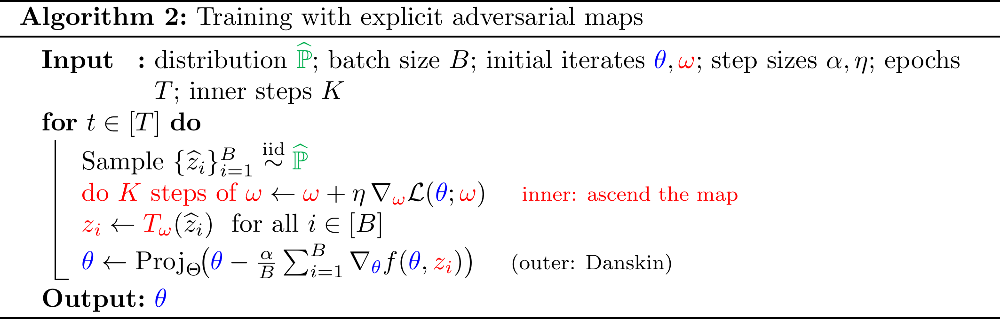 Algorithm 2: Training with explicit adversarial maps
Input : distribution $\widehat{\mathbb{P}}$; batch size $B$; initial iterates $\theta, \omega$; step sizes $\alpha, \eta$; epochs
$T$; inner steps $K$
for $t \in [T]$ do
Sample $\{\widehat{z}_i\}_{i=1}^{B} \overset{\text{iid}}{\sim} \widehat{\mathbb{P}}$
do $K$ steps of $\omega \leftarrow \omega + \eta \, \nabla_\omega \mathcal{L}(\theta; \omega)$ inner: ascend the map
$z_i \leftarrow T_\omega(\widehat{z}_i)$ for all $i \in [B]$
$\theta \leftarrow \text{Proj}_\Theta\big(\theta - \frac{\alpha}{B} \sum_{i=1}^{B} \nabla_\theta f(\theta, z_i)\big)$ (outer: Danskin)
Output: $\theta$